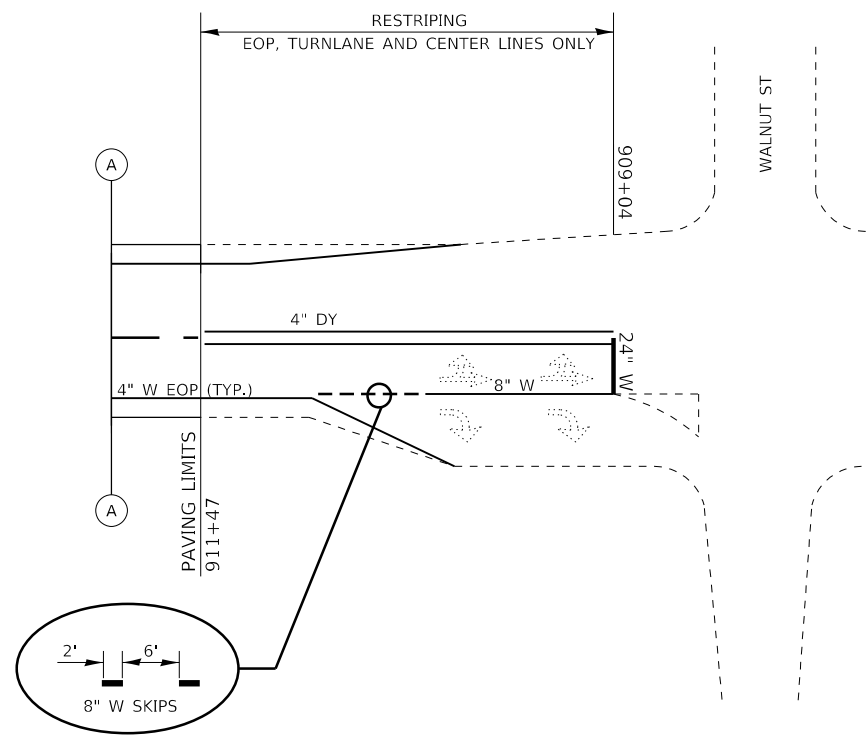 RESTRIPING
EOP, TURNLANE AND CENTER LINES ONLY
WALNUT ST
909+04
A
4" DY
24" W
4" W EOP (TYP.)
8" W
A
PAVING LIMITS
911+47
2'
6'
8" W SKIPS